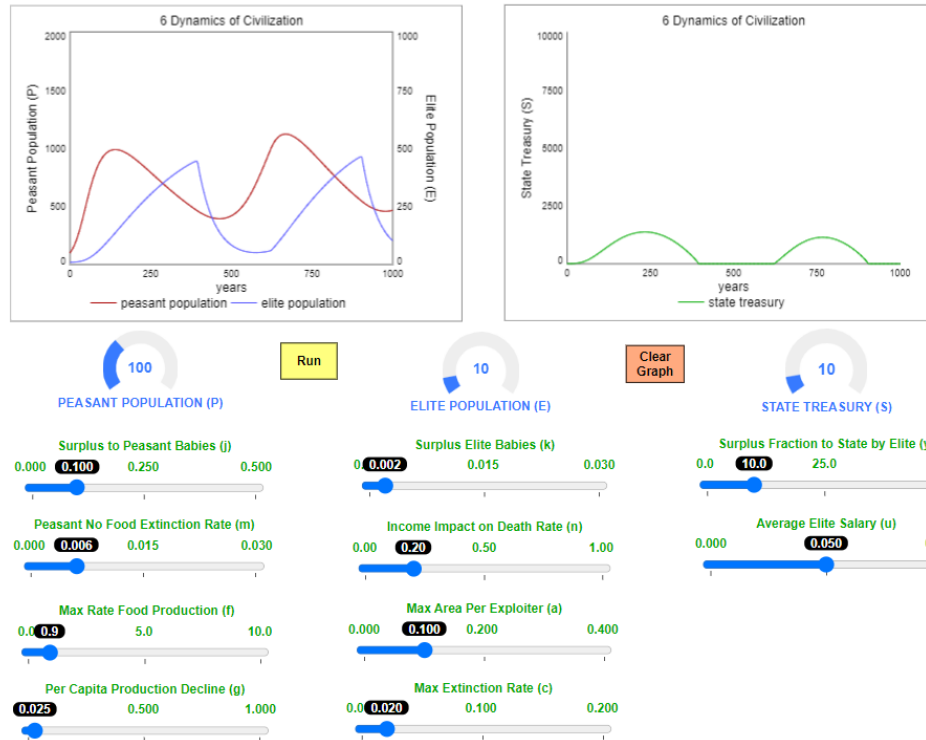 6 Dynamics of Civilization
2000
1500
1000
500
0
Peasant Population (P)
1000
750
500
250
0
Elite Population (E)
0 250 500 750 1000
years
peasant population elite population
6 Dynamics of Civilization
10000
7500
5000
2500
0
State Treasury (S)
0 250 500 750 1000
years
state treasury
100
PEASANT POPULATION (P)
Run
10
ELITE POPULATION (E)
Clear
Graph
10
STATE TREASURY (S)
Surplus to Peasant Babies (j)
0.000 0.100 0.250 0.500
Surplus Elite Babies (k)
0.002 0.015 0.030
Surplus Fraction to State by Elite (y
0.0 10.0 25.0
Peasant No Food Extinction Rate (m)
0.000 0.006 0.015 0.030
Income Impact on Death Rate (n)
0.00 0.20 0.50 1.00
Average Elite Salary (u)
0.000 0.050
Max Rate Food Production (f)
0.9 5.0 10.0
Max Area Per Exploiter (a)
0.000 0.100 0.200 0.400
Per Capita Production Decline (g)
0.025 0.500 1.000
Max Extinction Rate (c)
0.020 0.100 0.200